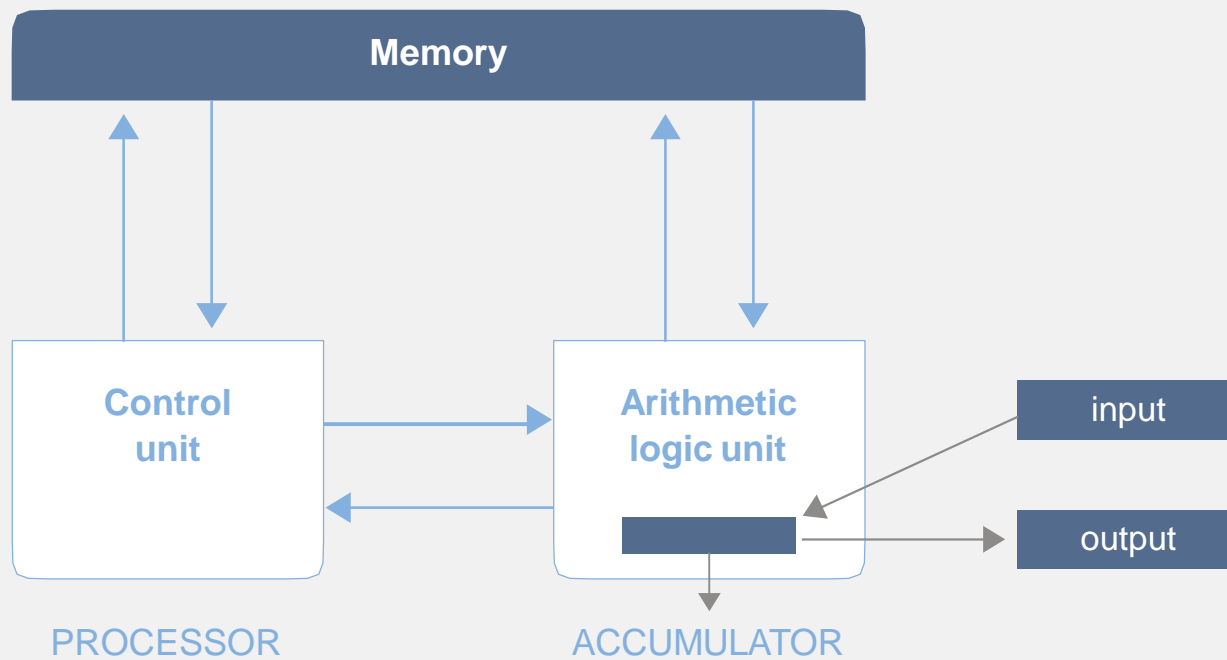 Memory
Control
unit
Arithmetic
logic unit
input
output
PROCESSOR
ACCUMULATOR